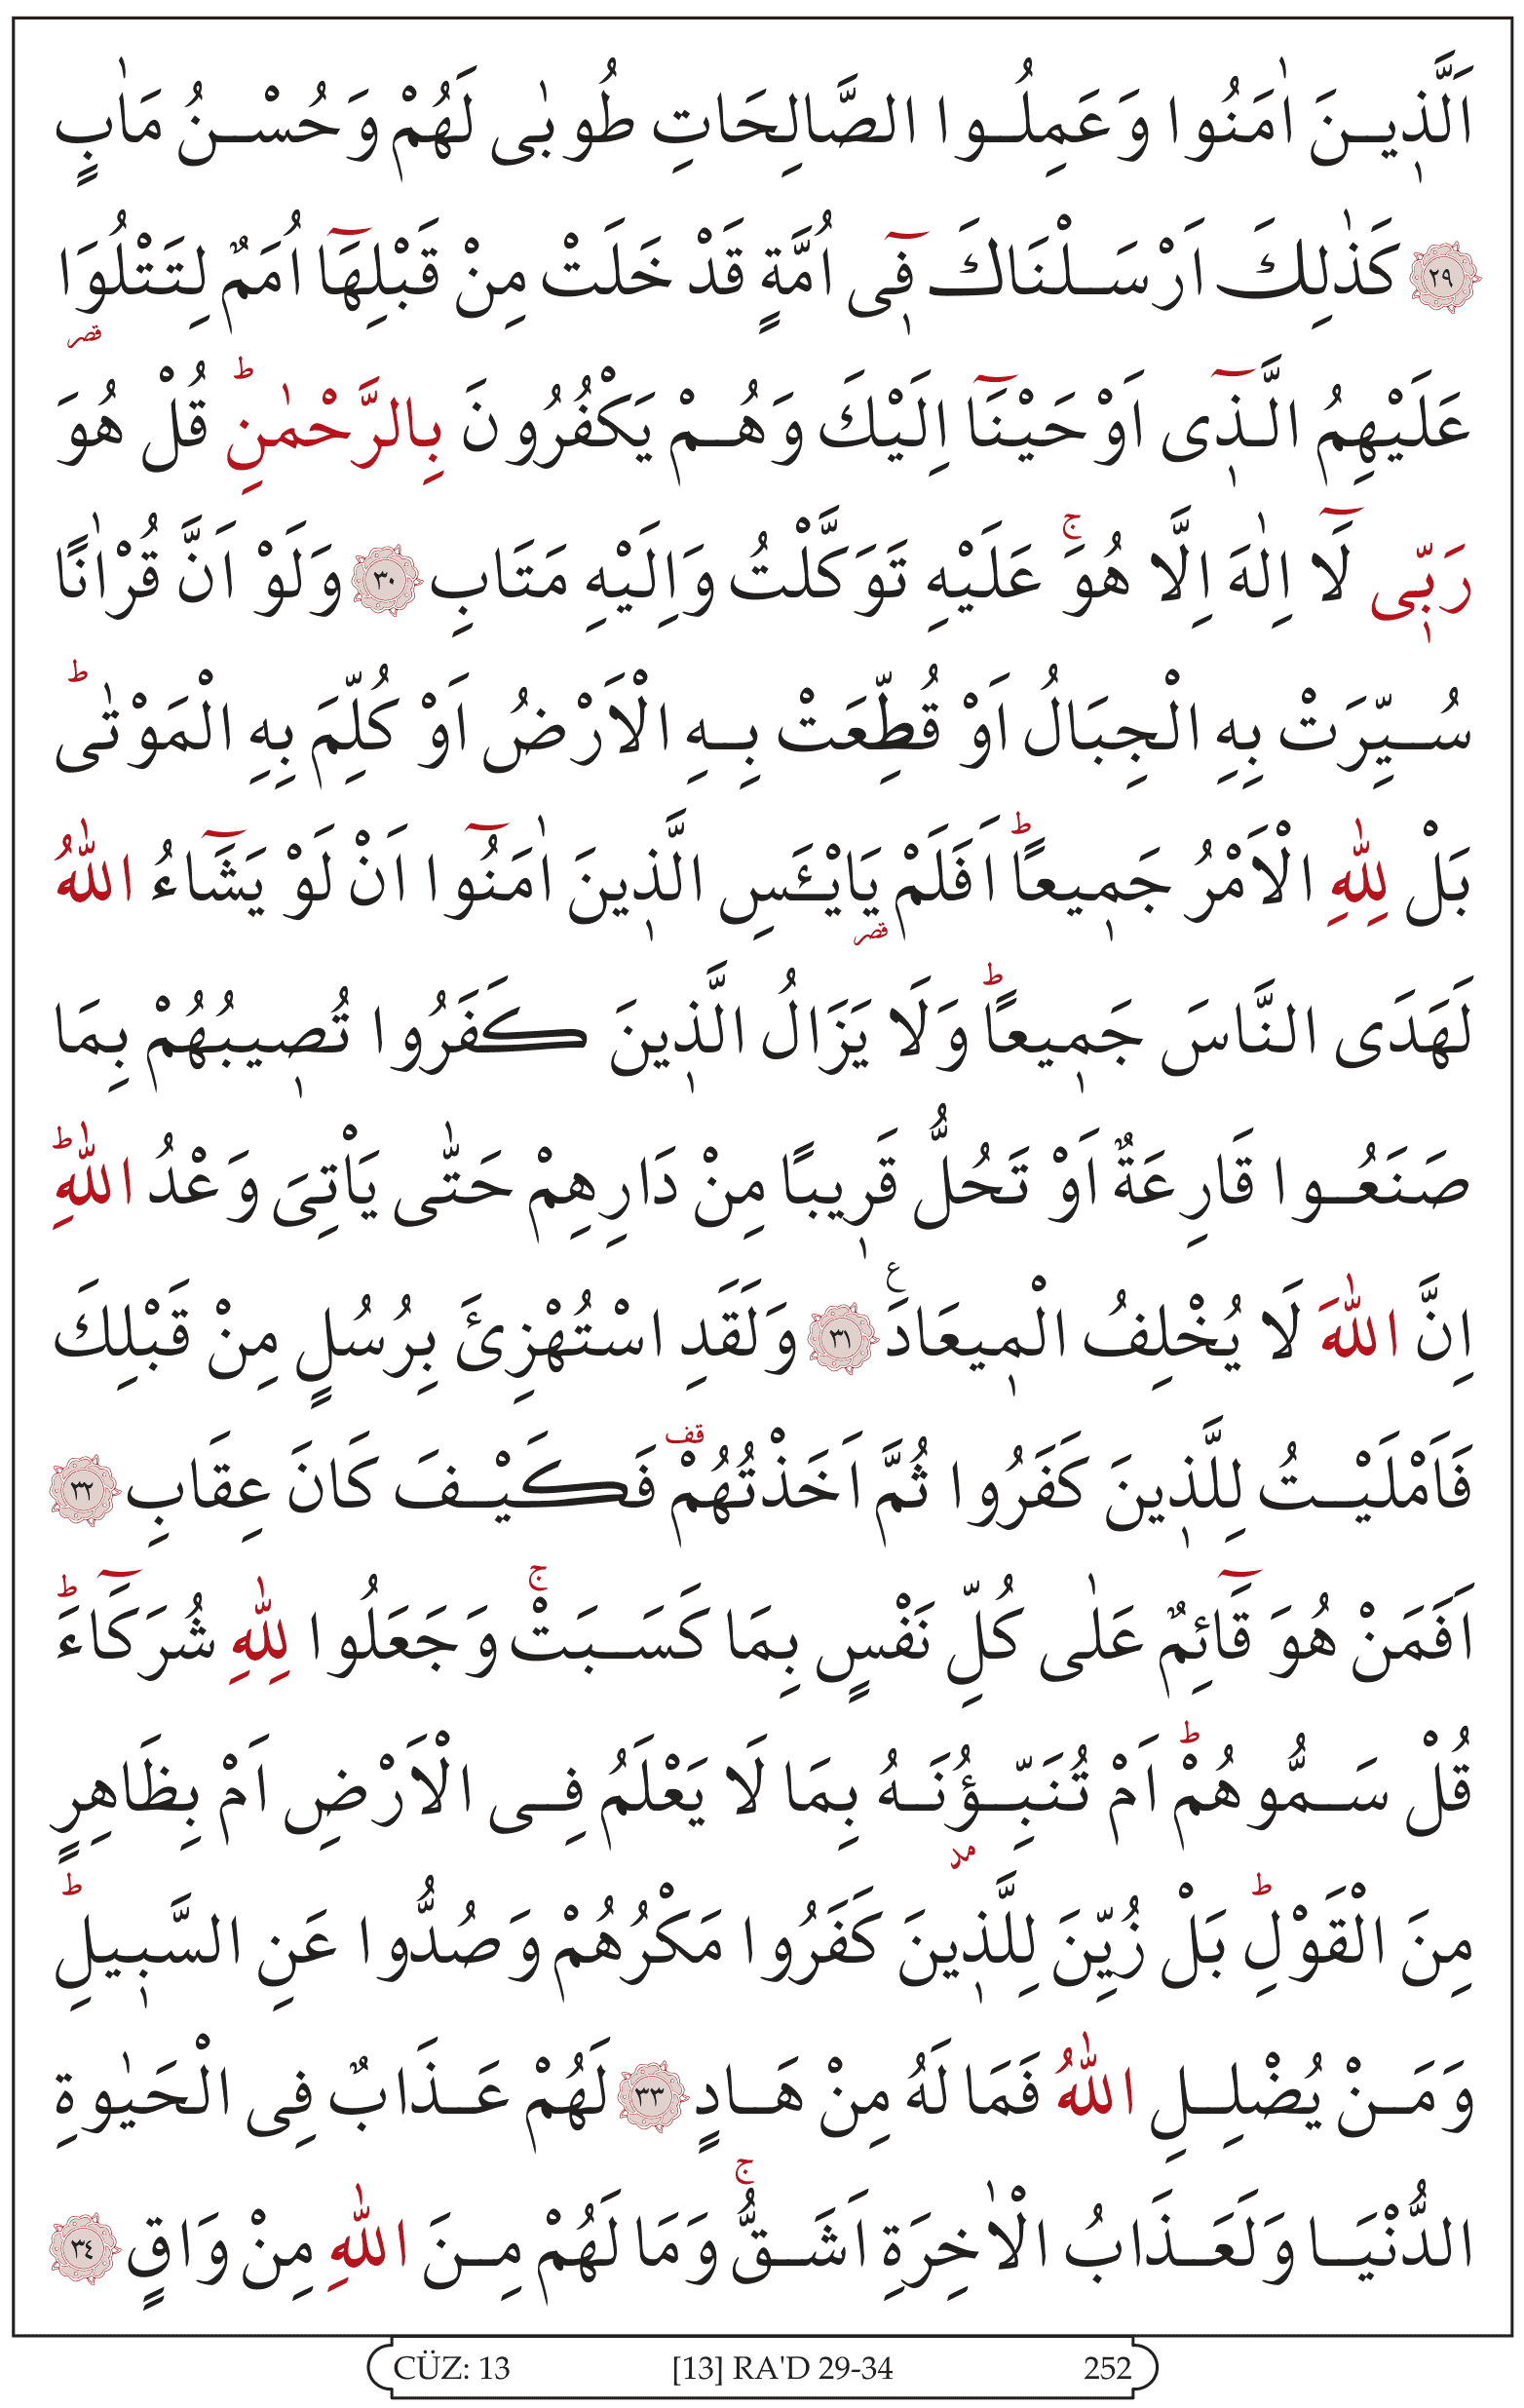 اَلَّذ۪ينَ اٰمَنُوا وَعَمِلُوا الصَّالِحَاتِ طُوبٰى لَهُمْ وَحُسْنُ مَاٰبٍ
﴿٢٩﴾ كَذٰلِكَ اَرْسَلْنَاكَ ف۪ٓى اُمَّةٍ قَدْ خَلَتْ مِنْ قَبْلِهَٓا اُمَمٌ لِتَتْلُوَا
قصر
عَلَيْهِمُ الَّذ۪ٓى اَوْحَيْنَٓا اِلَيْكَ وَهُمْ يَكْفُرُونَ بِالرَّحْمٰنِۜ قُلْ هُوَ
رَبّ۪ى لَٓا اِلٰهَ اِلَّا هُوَۚ عَلَيْهِ تَوَكَّلْتُ وَاِلَيْهِ مَتَابِ ﴿٣٠﴾ وَلَوْ اَنَّ قُرْاٰنًا
سُيِّرَتْ بِهِ الْجِبَالُ اَوْ قُطِّعَتْ بِهِ الْاَرْضُ اَوْ كُلِّمَ بِهِ الْمَوْتٰىۜ
بَلْ لِلّٰهِ الْاَمْرُ جَم۪يعًاۜ اَفَلَمْ يَايْـَٔسِ الَّذ۪ينَ اٰمَنُٓوا اَنْ لَوْ يَشَٓاءُ اللّٰهُ
قصر
لَهَدَى النَّاسَ جَم۪يعًاۜ وَلَا يَزَالُ الَّذ۪ينَ كَفَرُوا تُص۪يبُهُمْ بِمَا
صَنَعُوا قَارِعَةٌ اَوْ تَحُلُّ قَر۪يبًا مِنْ دَارِهِمْ حَتّٰى يَاْتِىَ وَعْدُ اللّٰهِۜ
اِنَّ اللّٰهَ لَا يُخْلِفُ الْم۪يعَادَ۟ ﴿٣١﴾ وَلَقَدِ اسْتُهْزِئَ بِرُسُلٍ مِنْ قَبْلِكَ
فَاَمْلَيْتُ لِلَّذ۪ينَ كَفَرُوا ثُمَّ اَخَذْتُهُمْ قف فَكَيْفَ كَانَ عِقَابِ ﴿٣٢﴾
اَفَمَنْ هُوَ قَٓائِمٌ عَلٰى كُلِّ نَفْسٍ بِمَا كَسَبَتْۚ وَجَعَلُوا لِلّٰهِ شُرَكَٓاءَۜ
قُلْ سَمُّوهُمْۜ اَمْ تُنَبِّؤُنَهُ بِمَا لَا يَعْلَمُ فِى الْاَرْضِ اَمْ بِظَاهِرٍ
مد
مِنَ الْقَوْلِۜ بَلْ زُيِّنَ لِلَّذ۪ينَ كَفَرُوا مَكْرُهُمْ وَصُدُّوا عَنِ السَّب۪يلِۜ
وَمَنْ يُضْلِلِ اللّٰهُ فَمَا لَهُ مِنْ هَادٍ ﴿٣٣﴾ لَهُمْ عَذَابٌ فِى الْحَيٰوةِ
الدُّنْيَا وَلَعَذَابُ الْاٰخِرَةِ اَشَقُّۚ وَمَا لَهُمْ مِنَ اللّٰهِ مِنْ وَاقٍ ﴿٣٤﴾
CÜZ: 13 [13] RA'D 29-34 252